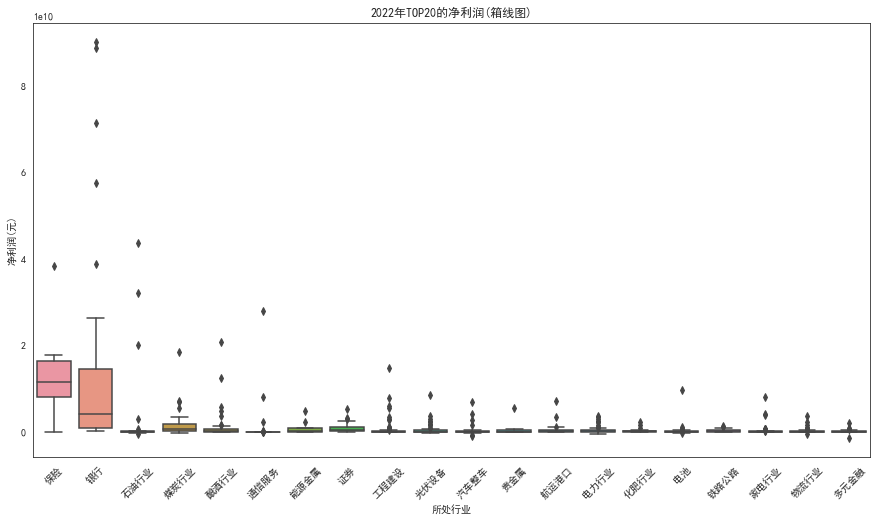 2022年TOP20的净利润(箱线图)
1e10
8
6
4
2
0
净利润(元)
保险
银行
石油行业
煤炭行业
酿酒行业
通信服务
能源金属
证券
工程建设
光伏设备
汽车整车
贵金属
航运港口
电力行业
化肥行业
电池
铁路公路
家电行业
物流行业
多元金融
所处行业